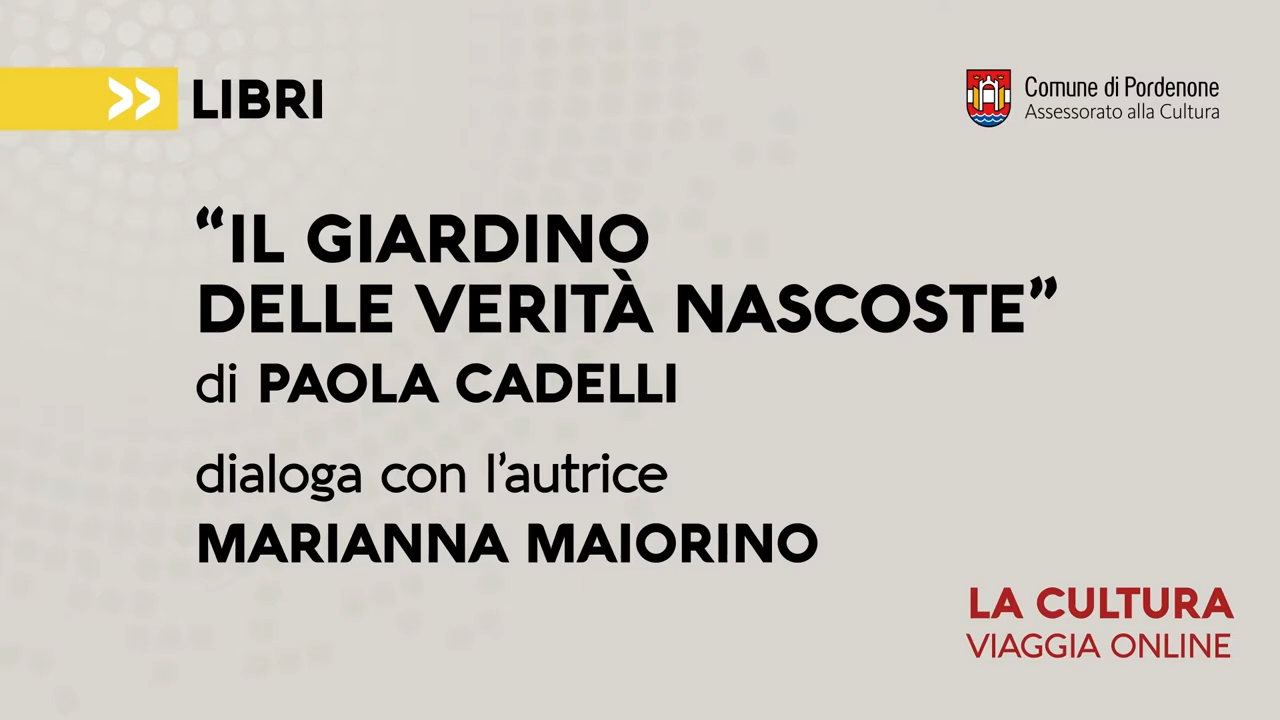 LIBRI
Comune di Pordenone
Assessorato alla Cultura
“IL GIARDINO
DELLE VERITÀ NASCOSTE”
di PAOLA CADELLI
dialoga con l’autrice
MARIANNA MAIORINO
LA CULTURA
VIAGGIA ONLINE